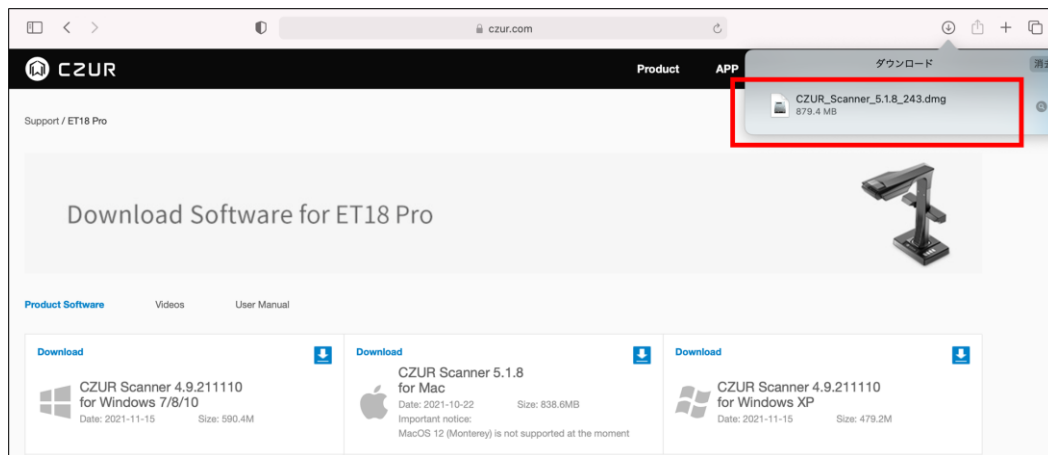 czur.com
CZUR
Product
APP
ダウンロード
CZUR_Scanner_5.1.8_243.dmg
879.4 MB
Support / ET18 Pro
Download Software for ET18 Pro
Product Software
Videos
User Manual
Download
CZUR Scanner 4.9.211110
for Windows 7/8/10
Date: 2021-11-15
Size: 590.4M
Download
CZUR Scanner 5.1.8
for Mac
Date: 2021-10-22
Size: 838.6MB
Important notice:
MacOS 12 (Monterey) is not supported at the moment
Download
CZUR Scanner 4.9.211110
for Windows XP
Date: 2021-11-15
Size: 479.2M